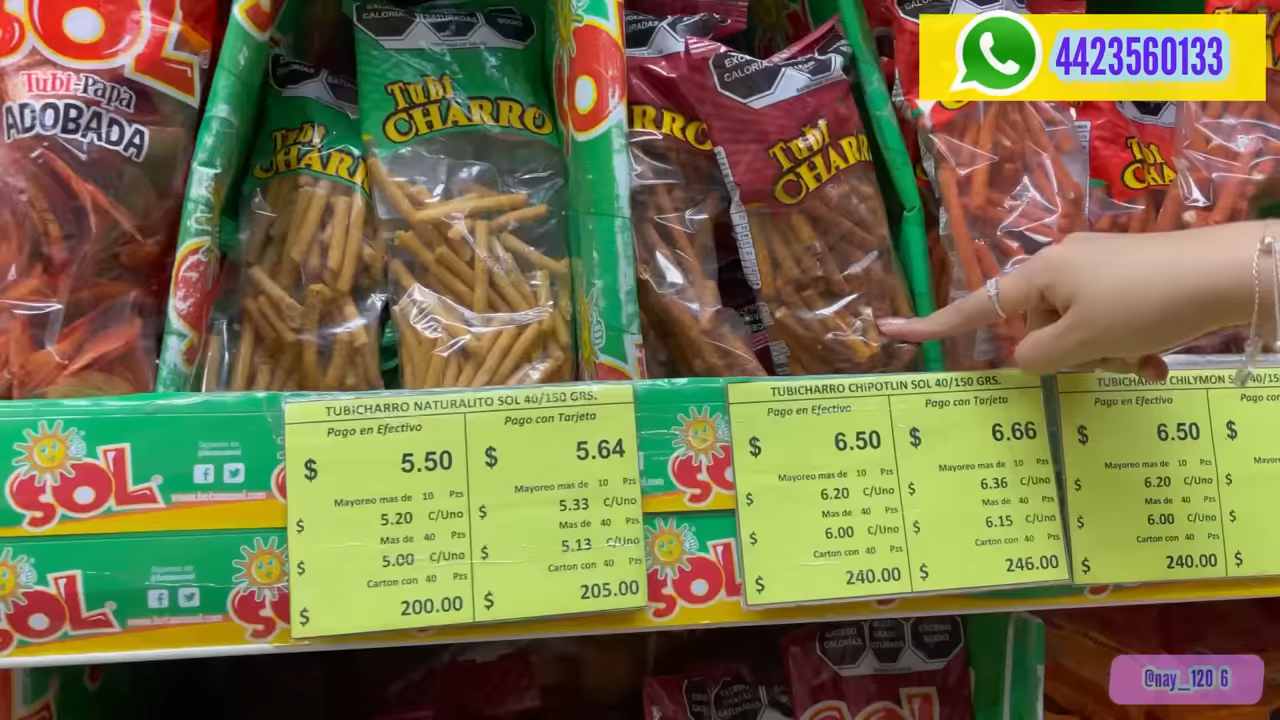 4423560133
SOL
Tubi-Papa
ADOBADA
Tubi
CHARRO
Tubi
CHARRO
Tubi
TUBICHARRO NATURALITO SOL 40/150 GRS.
Pago en Efectivo
$ 5.50
Mayoreo mas de 10 Pzs
$ 5.20 C/Uno
Mas de 40 Pzs
$ 5.00 C/Uno
Carton con 40 Pzs
$ 200.00
Pago con Tarjeta
$ 5.64
Mayoreo mas de 10 Pzs
$ 5.33 C/Uno
Mas de 40 Pzs
$ 5.13 C/Uno
Carton con 40 Pzs
$ 205.00
TUBICHARRO CHIPOTLIN SOL 40/150 GRS.
Pago en Efectivo
$ 6.50
Mayoreo mas de 10 Pzs
$ 6.20 C/Uno
Mas de 40 Pzs
$ 6.00 C/Uno
Carton con 40 Pzs
$ 240.00
Pago con Tarjeta
$ 6.66
Mayoreo mas de 10 Pzs
$ 6.36 C/Uno
Mas de 40 Pzs
$ 6.15 C/Uno
Carton con 40 Pzs
$ 246.00
TUBICHARRO CHILYMON
Pago en Efectivo
$ 6.50
Mayoreo mas de 10 Pzs
$ 6.20 C/Uno
Mas de 40 Pzs
$ 6.00 C/Uno
Carton con 40 Pzs
$ 240.00
Pago con
$
$
$
$
SOL
SOL
SOL
EXCESO CALORÍAS
EXCESO SODIO
@nay_120 6